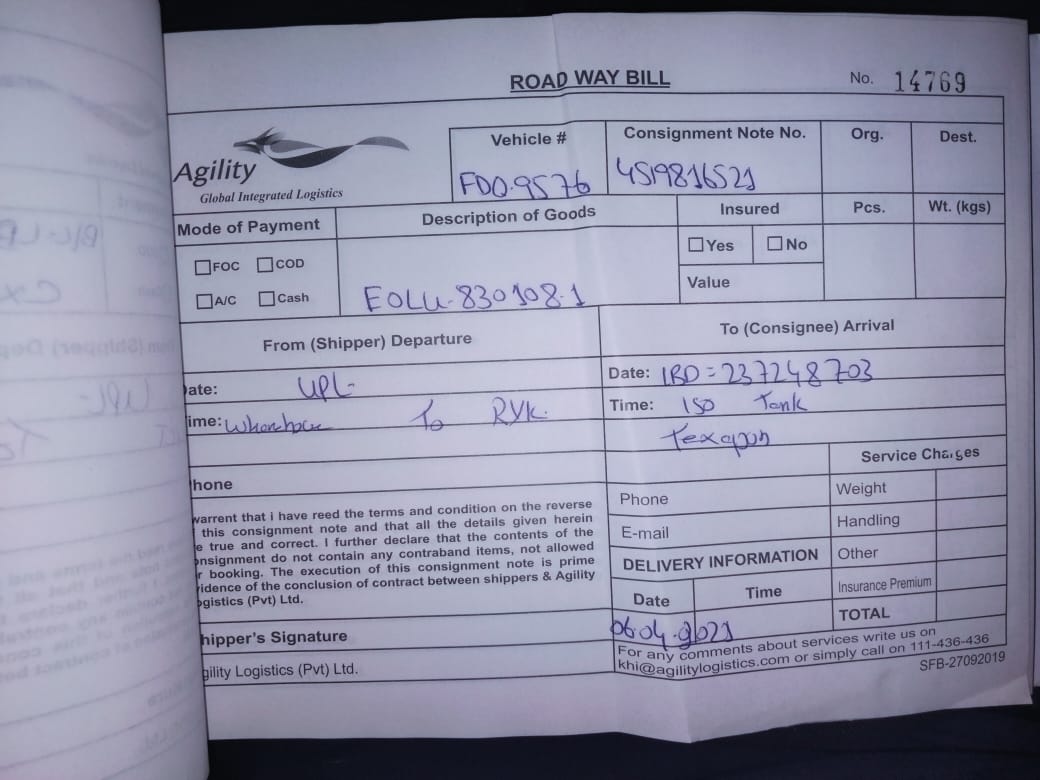 ROAD WAY BILL
No. 14769
Agility
Global Integrated Logistics
Vehicle #
FDO.9576
Consignment Note No.
4519816521
Org.
Dest.
Mode of Payment
FOC COD
A/C Cash
Description of Goods
EOLU-830108-1
Insured
Yes No
Value
Pcs.
Wt. (kgs)
From (Shipper) Departure
ate: UPL
ime: To RYK.
hone
To (Consignee) Arrival
Date: IBD=237248703
Time: ISO Tank
Texapon
Phone
E-mail
Service Charges
Weight
Handling
Other
Insurance Premium
TOTAL
warrent that i have reed the terms and condition on the reverse
this consignment note and that all the details given herein
e true and correct. I further declare that the contents of the
onsignment do not contain any contraband items, not allowed
r booking. The execution of this consignment note is prime
idence of the conclusion of contract between shippers & Agility
ogistics (Pvt) Ltd.
hipper's Signature
gility Logistics (Pvt) Ltd.
DELIVERY INFORMATION
Date Time
06.04.2021
For any comments about services write us on
khi@agilitylogistics.com or simply call on 111-436-436
SFB-27092019